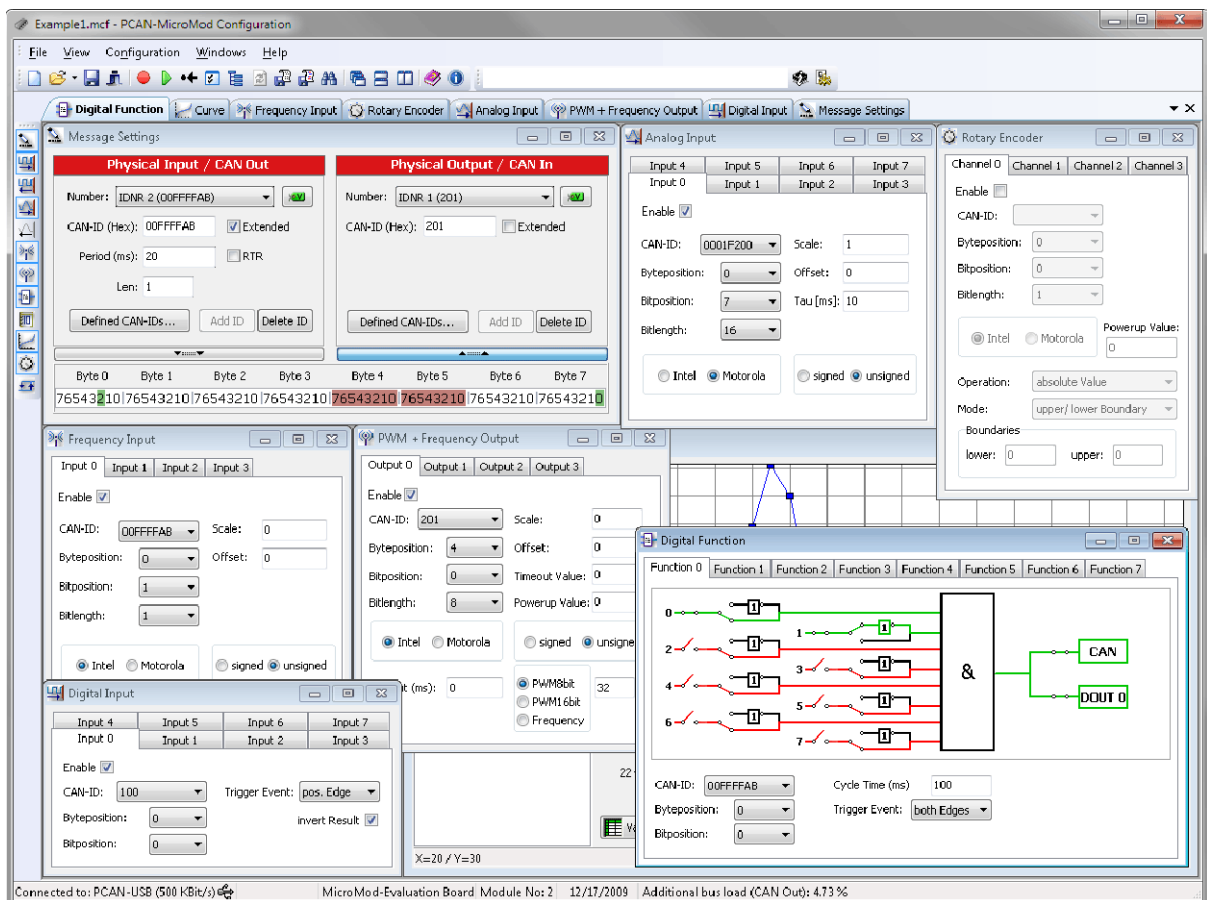 Example1.mcf - PCAN-MicroMod Configuration
File View Configuration Windows Help
Digital Function Curve Frequency Input Rotary Encoder Analog Input PWM + Frequency Output Digital Input Message Settings
Message Settings
Physical Input / CAN Out
Number: IDNR 2 (00FFFFAB)
CAN-ID (Hex): 00FFFFAB Extended
Period (ms): 20 RTR
Len: 1
Defined CAN-IDs... Add ID Delete ID
Physical Output / CAN In
Number: IDNR 1 (201)
CAN-ID (Hex): 201 Extended
Defined CAN-IDs... Add ID Delete ID
Byte 0 Byte 1 Byte 2 Byte 3 Byte 4 Byte 5 Byte 6 Byte 7
76543210 76543210 76543210 76543210 76543210 76543210 76543210 76543210
Analog Input
Input 4 Input 5 Input 6 Input 7
Input 0 Input 1 Input 2 Input 3
Enable
CAN-ID: 0001F200 Scale: 1
Byteposition: 0 Offset: 0
Bitposition: 7 Tau [ms]: 10
Bitlength: 16
Intel Motorola signed unsigned
Rotary Encoder
Channel 0 Channel 1 Channel 2 Channel 3
Enable
CAN-ID:
Byteposition: 0
Bitposition: 0
Bitlength: 1
Intel Motorola Powerup Value:
0
Operation: absolute Value
Mode: upper/ lower Boundary
Boundaries
lower: 0 upper: 0
Frequency Input
Input 0 Input 1 Input 2 Input 3
Enable
CAN-ID: 00FFFFAB Scale: 0
Byteposition: 0 Offset: 0
Bitposition: 1
Bitlength: 1
Intel Motorola signed unsigned
PWM + Frequency Output
Output 0 Output 1 Output 2 Output 3
Enable
CAN-ID: 201 Scale: 0
Byteposition: 4 Offset: 0
Bitposition: 0 Timeout Value: 0
Bitlength: 8 Powerup Value: 0
Intel Motorola signed unsigne
t (ms): 0 PWM8bit 32
PWM16bit
Frequency
Digital Input
Input 4 Input 5 Input 6 Input 7
Input 0 Input 1 Input 2 Input 3
Enable
CAN-ID: 100 Trigger Event: pos. Edge
Byteposition: 0 invert Result
Bitposition: 0
22
X=20 / Y=30
Digital Function
Function 0 Function 1 Function 2 Function 3 Function 4 Function 5 Function 6 Function 7
0 1
1 1
2 1
3 1
4 1
5 1
6 1
7 1
&
CAN
DOUT 0
CAN-ID: 00FFFFAB Cycle Time (ms) 100
Byteposition: 0 Trigger Event: both Edges
Bitposition: 0
Connected to: PCAN-USB (500 KBit/s) MicroMod-Evaluation Board Module No: 2 12/17/2009 Additional bus load (CAN Out): 4.73 %